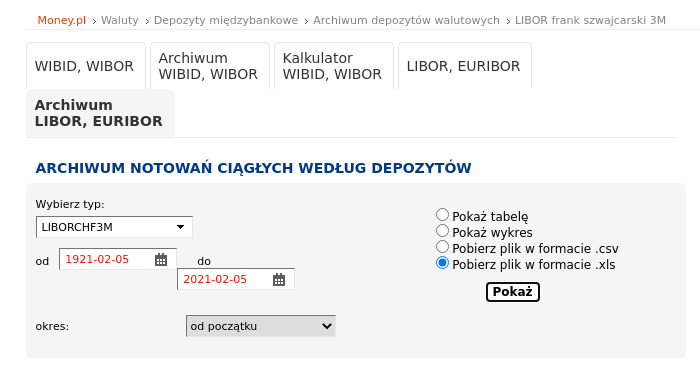 Money.pl > Waluty > Depozyty międzybankowe > Archiwum depozytów walutowych > LIBOR frank szwajcarski 3M
WIBID, WIBOR
Archiwum
WIBID, WIBOR
Kalkulator
WIBID, WIBOR
LIBOR, EURIBOR
Archiwum
LIBOR, EURIBOR
ARCHIWUM NOTOWAŃ CIĄGŁYCH WEDŁUG DEPOZYTÓW
Wybierz typ:
LIBORCHF3M
od 1921-02-05 do
2021-02-05
okres: od początku
Pokaż tabelę
Pokaż wykres
Pobierz plik w formacie .csv
Pobierz plik w formacie .xls
Pokaż